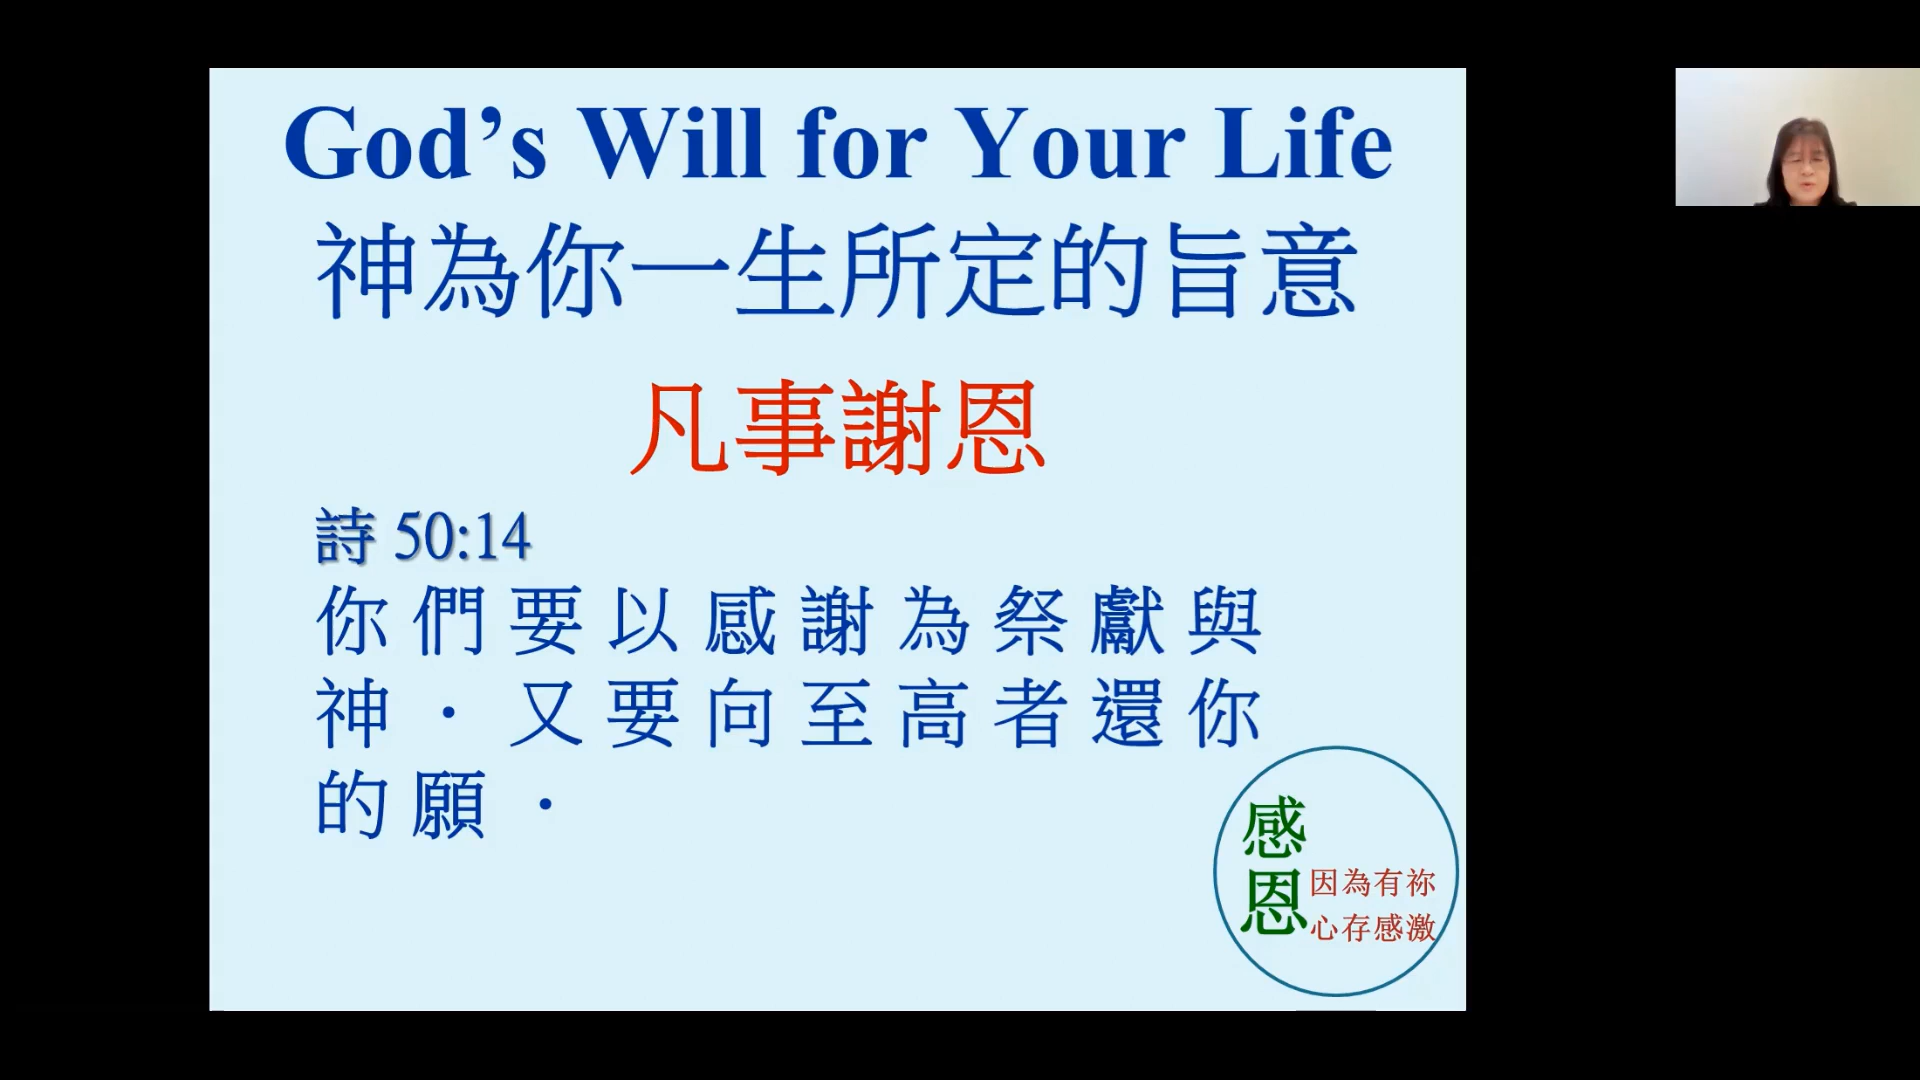 God’s Will for Your Life
神為你一生所定的旨意
凡事謝恩
詩 50:14
你們要以感謝為祭獻與
神．又要向至高者還你
的願．
感恩
因為有祢
心存感激